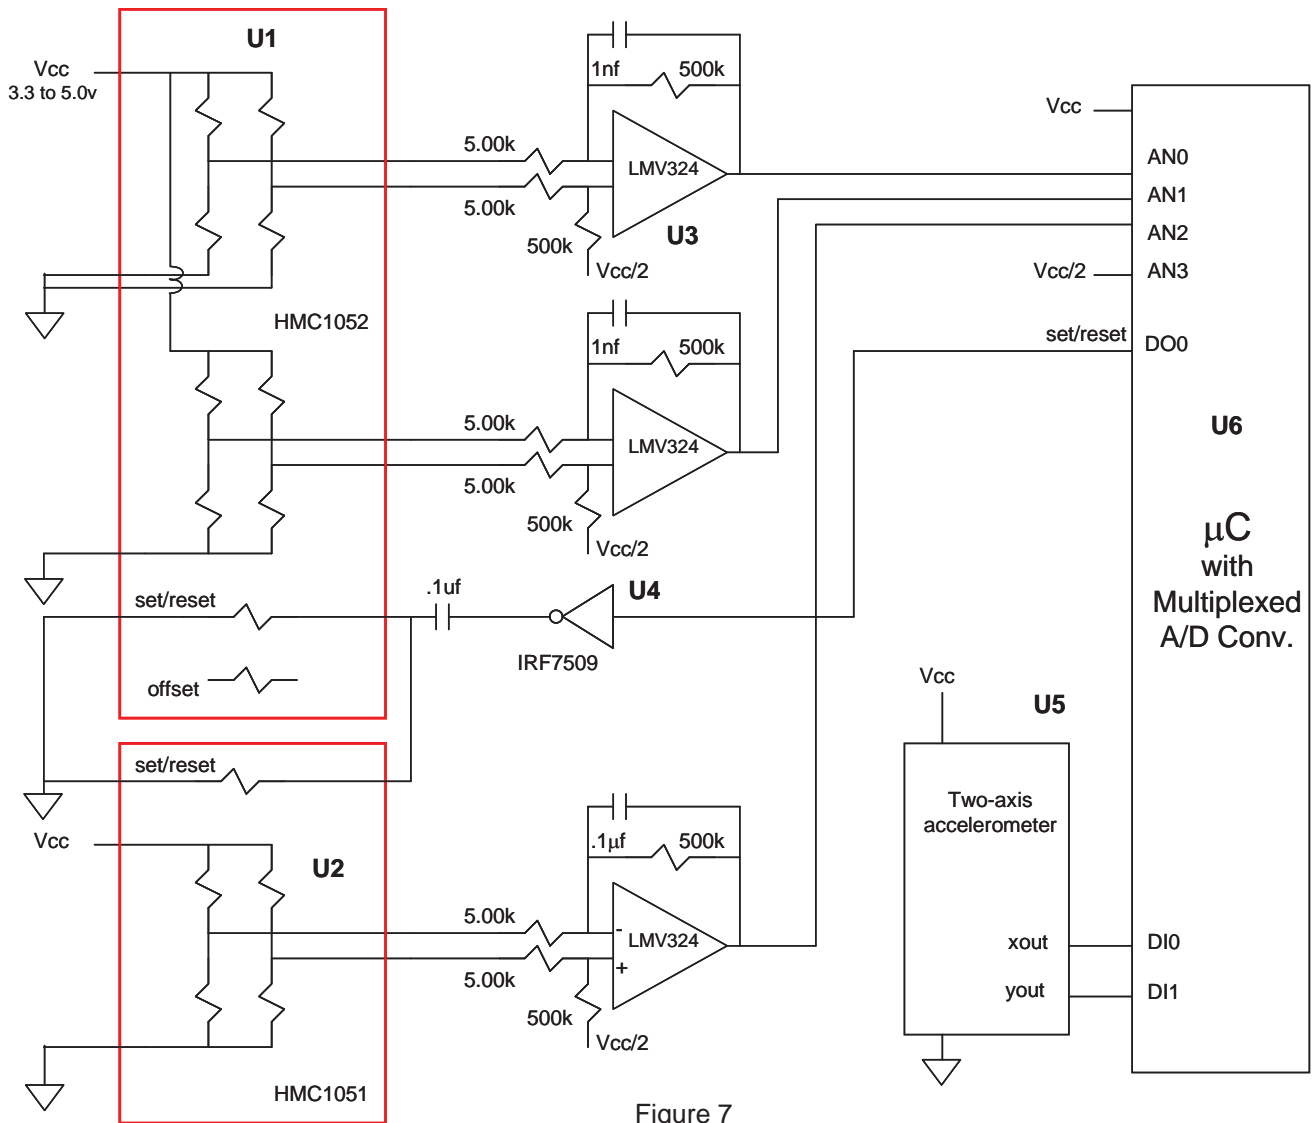 U1
Vcc
3.3 to 5.0v
1nf
500k
5.00k
LMV324
5.00k
U3
500k
Vcc/2
HMC1052
1nf
500k
5.00k
LMV324
5.00k
500k
Vcc/2
set/reset
.1uf
U4
IRF7509
offset
set/reset
Vcc
U2
.1µf
500k
5.00k
-
LMV324
5.00k
+
500k
Vcc/2
HMC1051
Vcc
AN0
AN1
AN2
Vcc/2
AN3
set/reset
DO0
U6
µC
with
Multiplexed
A/D Conv.
Vcc
U5
Two-axis
accelerometer
xout
DI0
yout
DI1
Figure 7